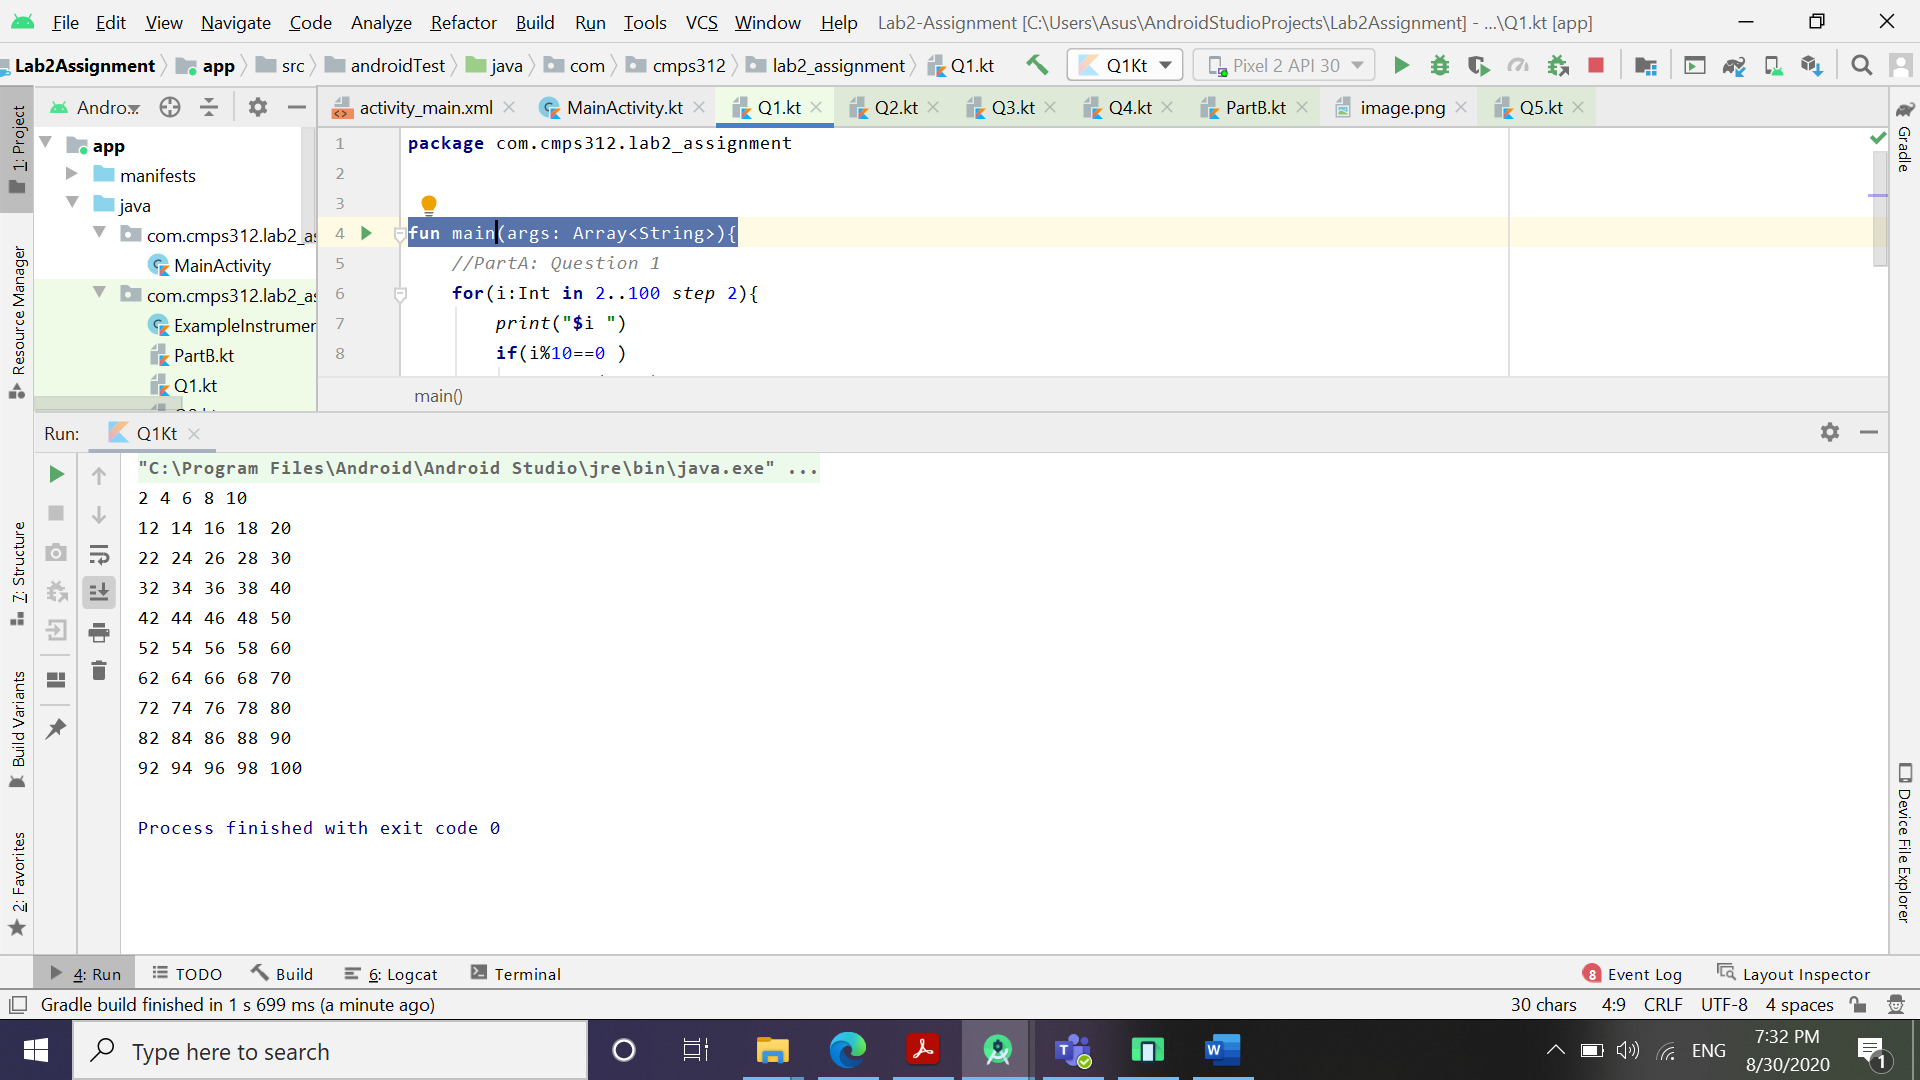 File Edit View Navigate Code Analyze Refactor Build Run Tools VCS Window Help Lab2-Assignment [C:\Users\Asus\AndroidStudioProjects\Lab2Assignment] - ...\Q1.kt [app]
Lab2Assignment app src androidTest java com cmps312 lab2_assignment Q1.kt Q1Kt Pixel 2 API 30
Andro... activity_main.xml MainActivity.kt Q1.kt Q2.kt Q3.kt Q4.kt PartB.kt image.png Q5.kt
1: Project
Resource Manager
7: Structure
Build Variants
2: Favorites
app
manifests
java
com.cmps312.lab2_as
MainActivity
com.cmps312.lab2_as
ExampleInstrumen
PartB.kt
Q1.kt
1 package com.cmps312.lab2_assignment
2
3
4 fun main(args: Array<String>){
5 //PartA: Question 1
6 for(i:Int in 2..100 step 2){
7 print("$i ")
8 if(i%10==0 )
main()
Gradle
Device File Explorer
Run: Q1Kt
"C:\Program Files\Android\Android Studio\jre\bin\java.exe" ...
2 4 6 8 10
12 14 16 18 20
22 24 26 28 30
32 34 36 38 40
42 44 46 48 50
52 54 56 58 60
62 64 66 68 70
72 74 76 78 80
82 84 86 88 90
92 94 96 98 100
Process finished with exit code 0
4: Run TODO Build 6: Logcat Terminal 8 Event Log Layout Inspector
Gradle build finished in 1 s 699 ms (a minute ago) 30 chars 4:9 CRLF UTF-8 4 spaces
Type here to search ENG 7:32 PM
8/30/2020 1